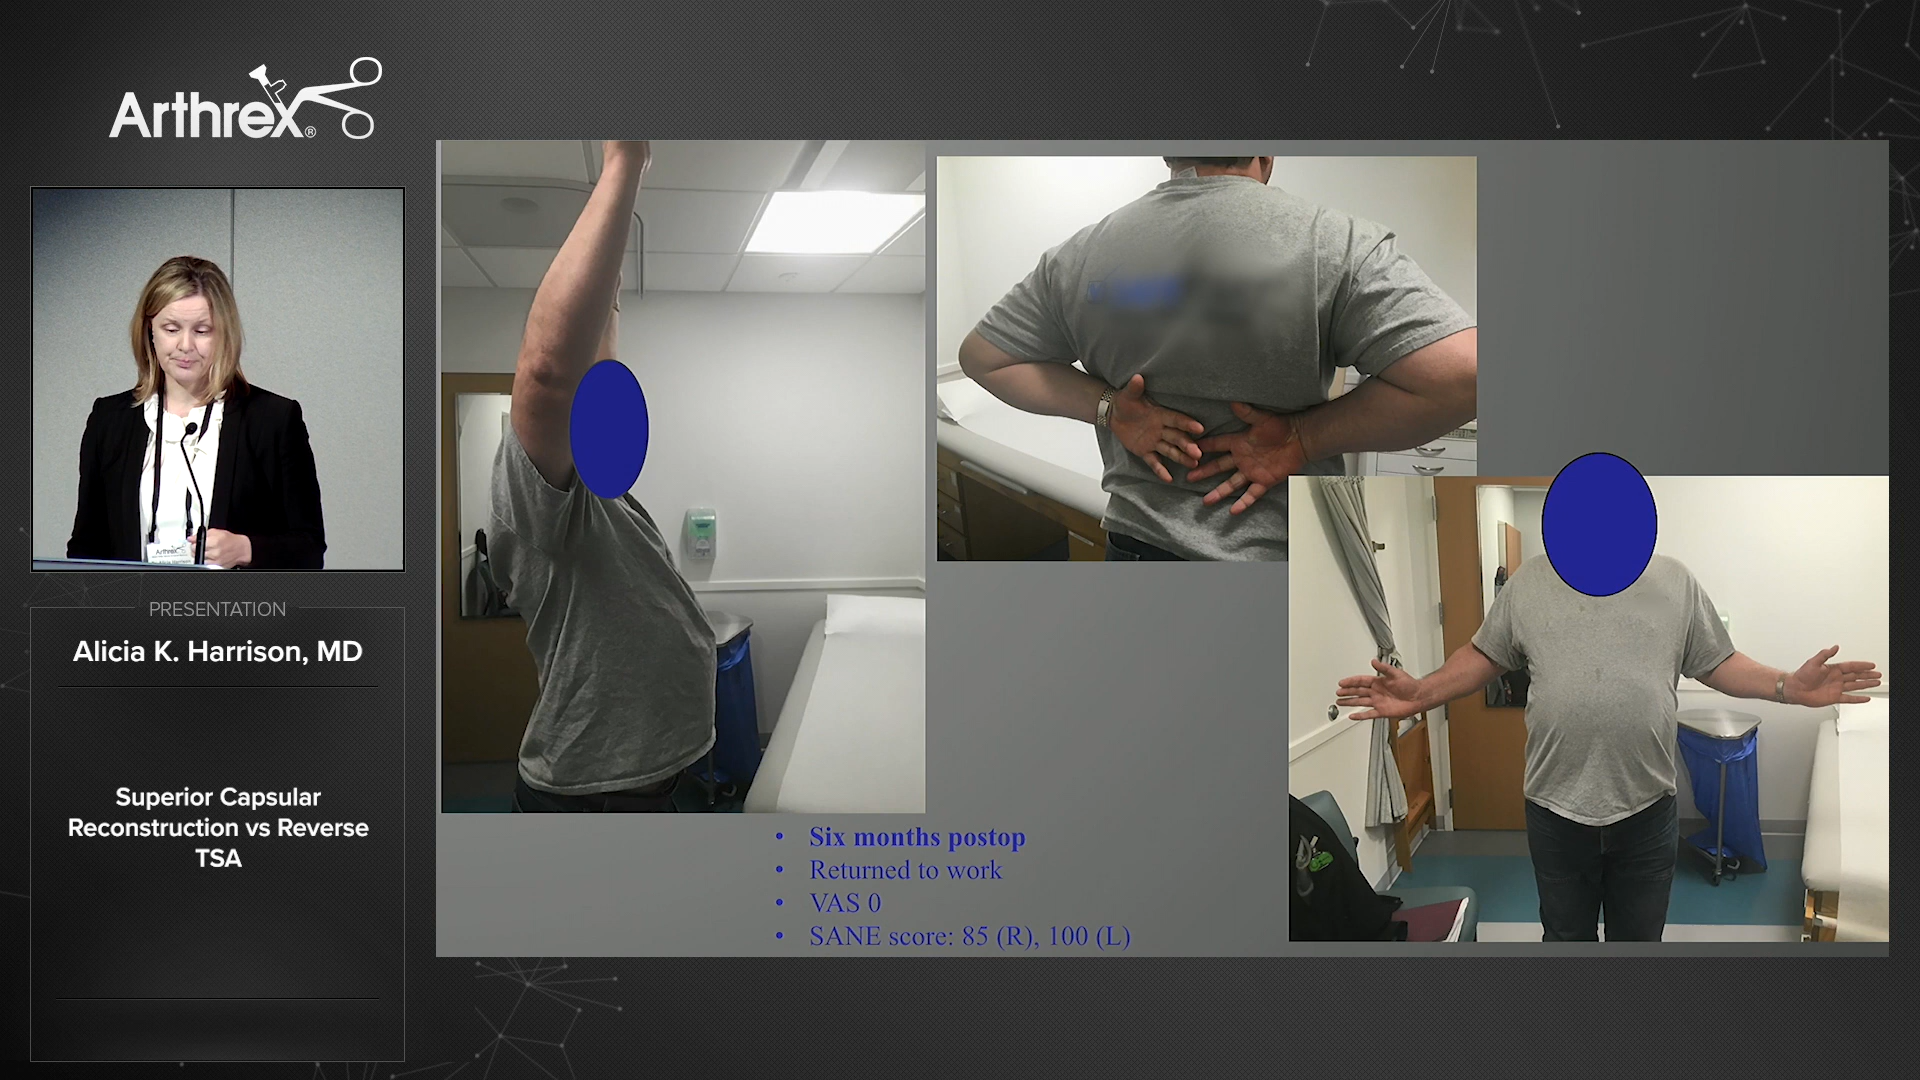 Arthrex®
PRESENTATION
Alicia K. Harrison, MD
Superior Capsular
Reconstruction vs Reverse
TSA
Arthrex
• Six months postop
• Returned to work
• VAS 0
• SANE score: 85 (R), 100 (L)